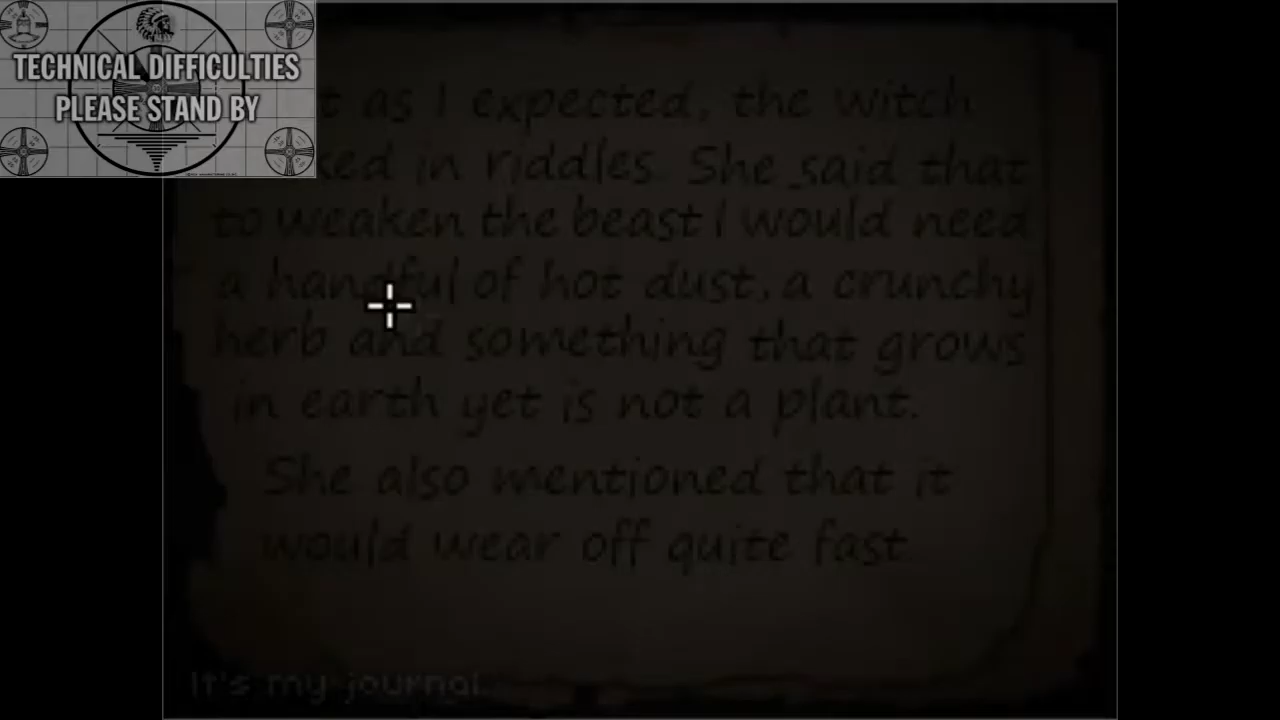 TECHNICAL DIFFICULTIES
PLEASE STAND BY
as I expected, the witch
in riddles. She said that
to weaken the beast I would need
a handful of hot dust, a crunchy
herb and something that grows
in earth yet is not a plant.
She also mentioned that it
would wear off quite fast.
It's my journal.